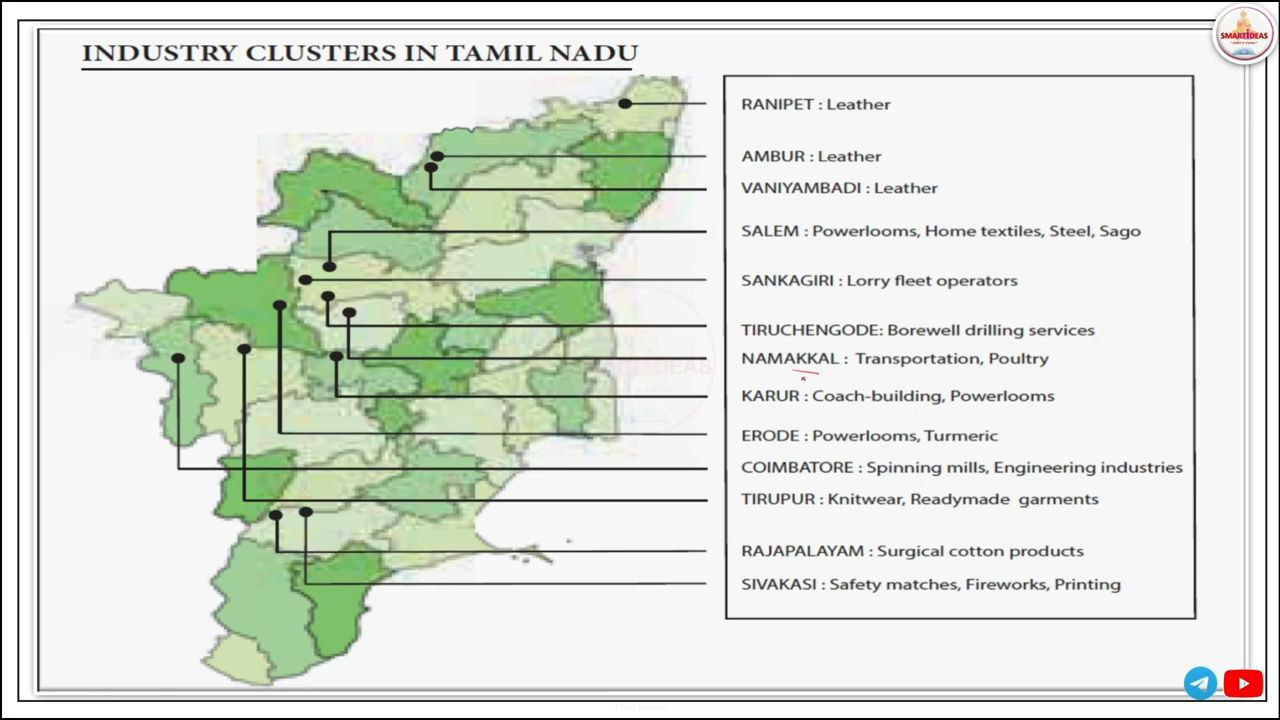 INDUSTRY CLUSTERS IN TAMIL NADU
SMART IDEAS
RANIPET : Leather
AMBUR : Leather
VANIYAMBADI : Leather
SALEM : Powerlooms, Home textiles, Steel, Sago
SANKAGIRI : Lorry fleet operators
TIRUCHENGODE: Borewell drilling services
NAMAKKAL : Transportation, Poultry
KARUR : Coach-building, Powerlooms
ERODE : Powerlooms, Turmeric
COIMBATORE : Spinning mills, Engineering industries
TIRUPUR : Knitwear, Readymade garments
RAJAPALAYAM : Surgical cotton products
SIVAKASI : Safety matches, Fireworks, Printing